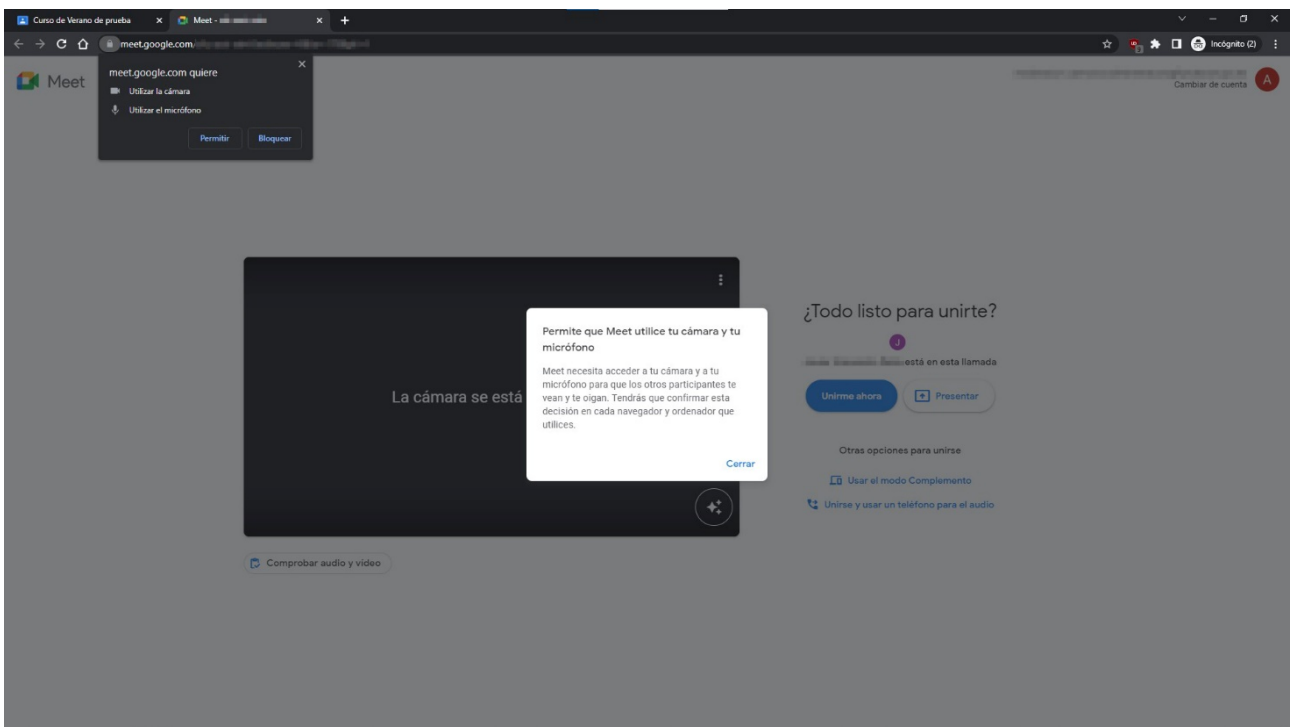 Curso de Verano de prueba
Meet -
meet.google.com/
Incógnito (2)
Meet
meet.google.com quiere
Utilizar la cámara
Utilizar el micrófono
Permitir
Bloquear
Cambiar de cuenta
A
La cámara se está
Permite que Meet utilice tu cámara y tu
micrófono
Meet necesita acceder a tu cámara y a tu
micrófono para que los otros participantes te
vean y te oigan. Tendrás que confirmar esta
decisión en cada navegador y ordenador que
utilices.
Cerrar
¿Todo listo para unirte?
J
está en esta llamada
Unirme ahora
Presentar
Otras opciones para unirse
Usar el modo Complemento
Unirse y usar un teléfono para el audio
Comprobar audio y vídeo